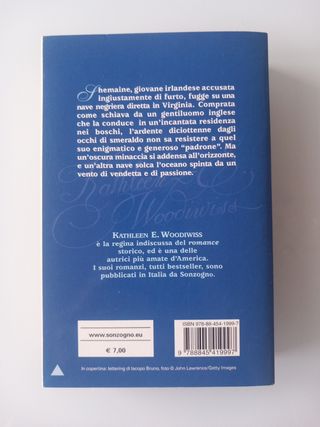 Shemaine, giovane irlandese accusata
ingiustamente di furto, fugge su una
nave negriera diretta in Virginia. Comprata
come schiava da un gentiluomo inglese
che la conduce in un'incantata residenza
nei boschi, l'ardente diciottenne dagli
occhi di smeraldo non sa resistere a quel
suo enigmatico e generoso "padrone". Ma
un'oscura minaccia si addensa all'orizzonte,
e un'altra nave solca l'oceano spinta da un
vento di vendetta e di passione.
Kathleen E.
Woodiwiss
KATHLEEN E. WOODIWISS
è la regina indiscussa del romance
storico, ed è una delle
autrici più amate d'America.
I suoi romanzi, tutti bestseller, sono
pubblicati in Italia da Sonzogno.
www.sonzogno.eu
€ 7,00
ISBN 978-88-454-1999-7
9 788845 419997
In copertina: lettering di Iacopo Bruno, foto © John Lawrence/Getty Images